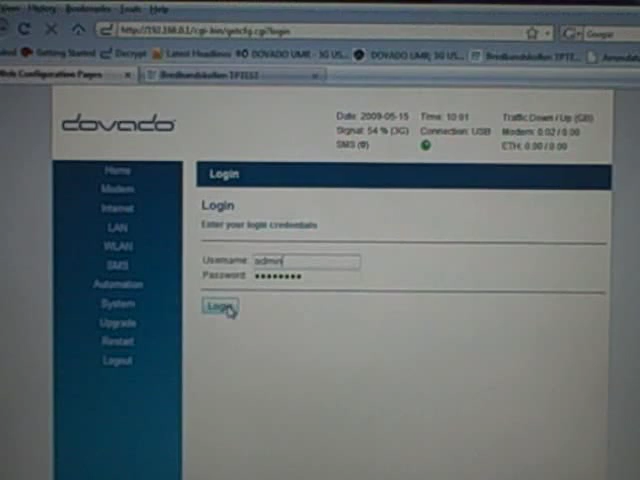 View History Bookmarks Tools Help
http://192.168.0.1/cgi-bin/getcfg.cgi?login
Google
Getting Started Decrypt Latest Headlines DOVADO UMR - 3G US... DOVADO UMR, 3G US... Bredbandskollen TPTE...
Web Configuration Pages Bredbandskollen TPTEST
dovado
Date: 2009-05-15 Time: 10:01 Traffic Down / Up (GB)
Signal: 54 % (3G) Connection: USB Modem: 0.02 / 0.00
SMS (0) ETH: 0.00 / 0.00
Home
Modem
Internet
LAN
WLAN
SMS
Automation
System
Upgrade
Restart
Logout
Login
Login
Enter your login credentials
Username: admin
Password:
Login